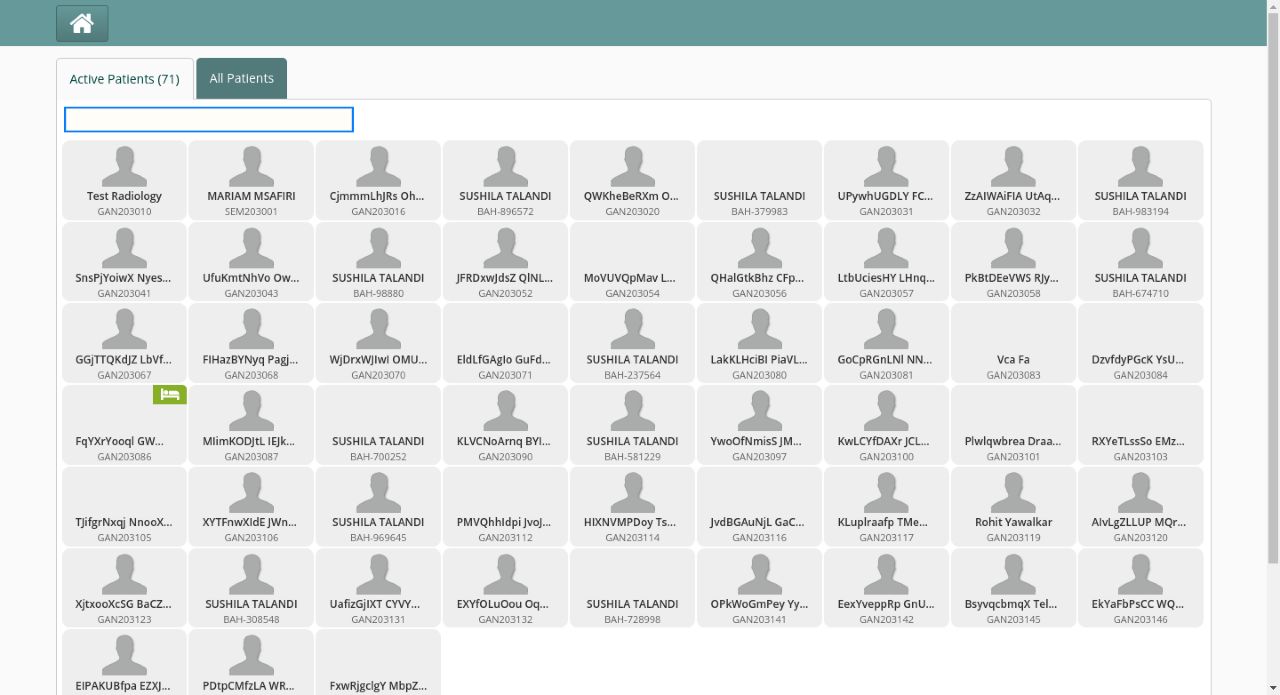 Active Patients (71)
All Patients
Test Radiology
GAN203010
MARIAM MSAFIRI
SEM203001
CjmmmLhJRs Oh...
GAN203016
SUSHILA TALANDI
BAH-896572
QWKheBeRXm O...
GAN203020
SUSHILA TALANDI
BAH-379983
UPywhUGDLY FC...
GAN203031
ZzAIWAiFIA UtAq...
GAN203032
SUSHILA TALANDI
BAH-983194
SnsPjYoiwX Nyes...
GAN203041
UfuKmtNhVo Ow...
GAN203043
SUSHILA TALANDI
BAH-98880
JFRDxwJdsZ QlNL...
GAN203052
MoVUVQpMav L...
GAN203054
QHalGtkBhz CFp...
GAN203056
LtbUciesHY LHnq...
GAN203057
PkBtDEeVWS RJy...
GAN203058
SUSHILA TALANDI
BAH-674710
GGjTTQKdJZ LbVf...
GAN203067
FIHazBYNyq Pagj...
GAN203068
WjDrxWJIwI OMU...
GAN203070
EldLfGAgIo GuFd...
GAN203071
SUSHILA TALANDI
BAH-237564
LakKLHciBI PiaVL...
GAN203080
GoCpRGnLNl NN...
GAN203081
Vca Fa
GAN203083
DzvfdyPGcK YsU...
GAN203084
FqYXrYooql GW...
GAN203086
MIimKODJtL IEJk...
GAN203087
SUSHILA TALANDI
BAH-700252
KLVCNoArnq BYI...
GAN203090
SUSHILA TALANDI
BAH-581229
YwoOfNmisS JM...
GAN203097
KwLCYfDAXr JCL...
GAN203100
Plwlqwbrea Draa...
GAN203101
RXYeTLssSo EMz...
GAN203103
TJifgrNxqj NnooX...
GAN203105
XYTFnwXIdE JWn...
GAN203106
SUSHILA TALANDI
BAH-969645
PMVQhhIdpi JvoJ...
GAN203112
HIXNVMPDoy Ts...
GAN203114
JvdBGAuNjL GaC...
GAN203116
KLuplraafp TMe...
GAN203117
Rohit Yawalkar
GAN203119
AIvLgZLLUP MQr...
GAN203120
XjtxooXcSG BaCZ...
GAN203123
SUSHILA TALANDI
BAH-308548
UafizGjIXT CYVY...
GAN203131
EXYfOLuOou Oq...
GAN203132
SUSHILA TALANDI
BAH-728998
OPkWoGmPey Yy...
GAN203141
EexYveppRp GnU...
GAN203142
BsyvqcbmqX Tel...
GAN203145
EkYaFbPsCC WQ...
GAN203146
EIPAKUBfpa EZXJ...
PDtpCMfzLA WR...
FxwRjgclgY MbpZ...